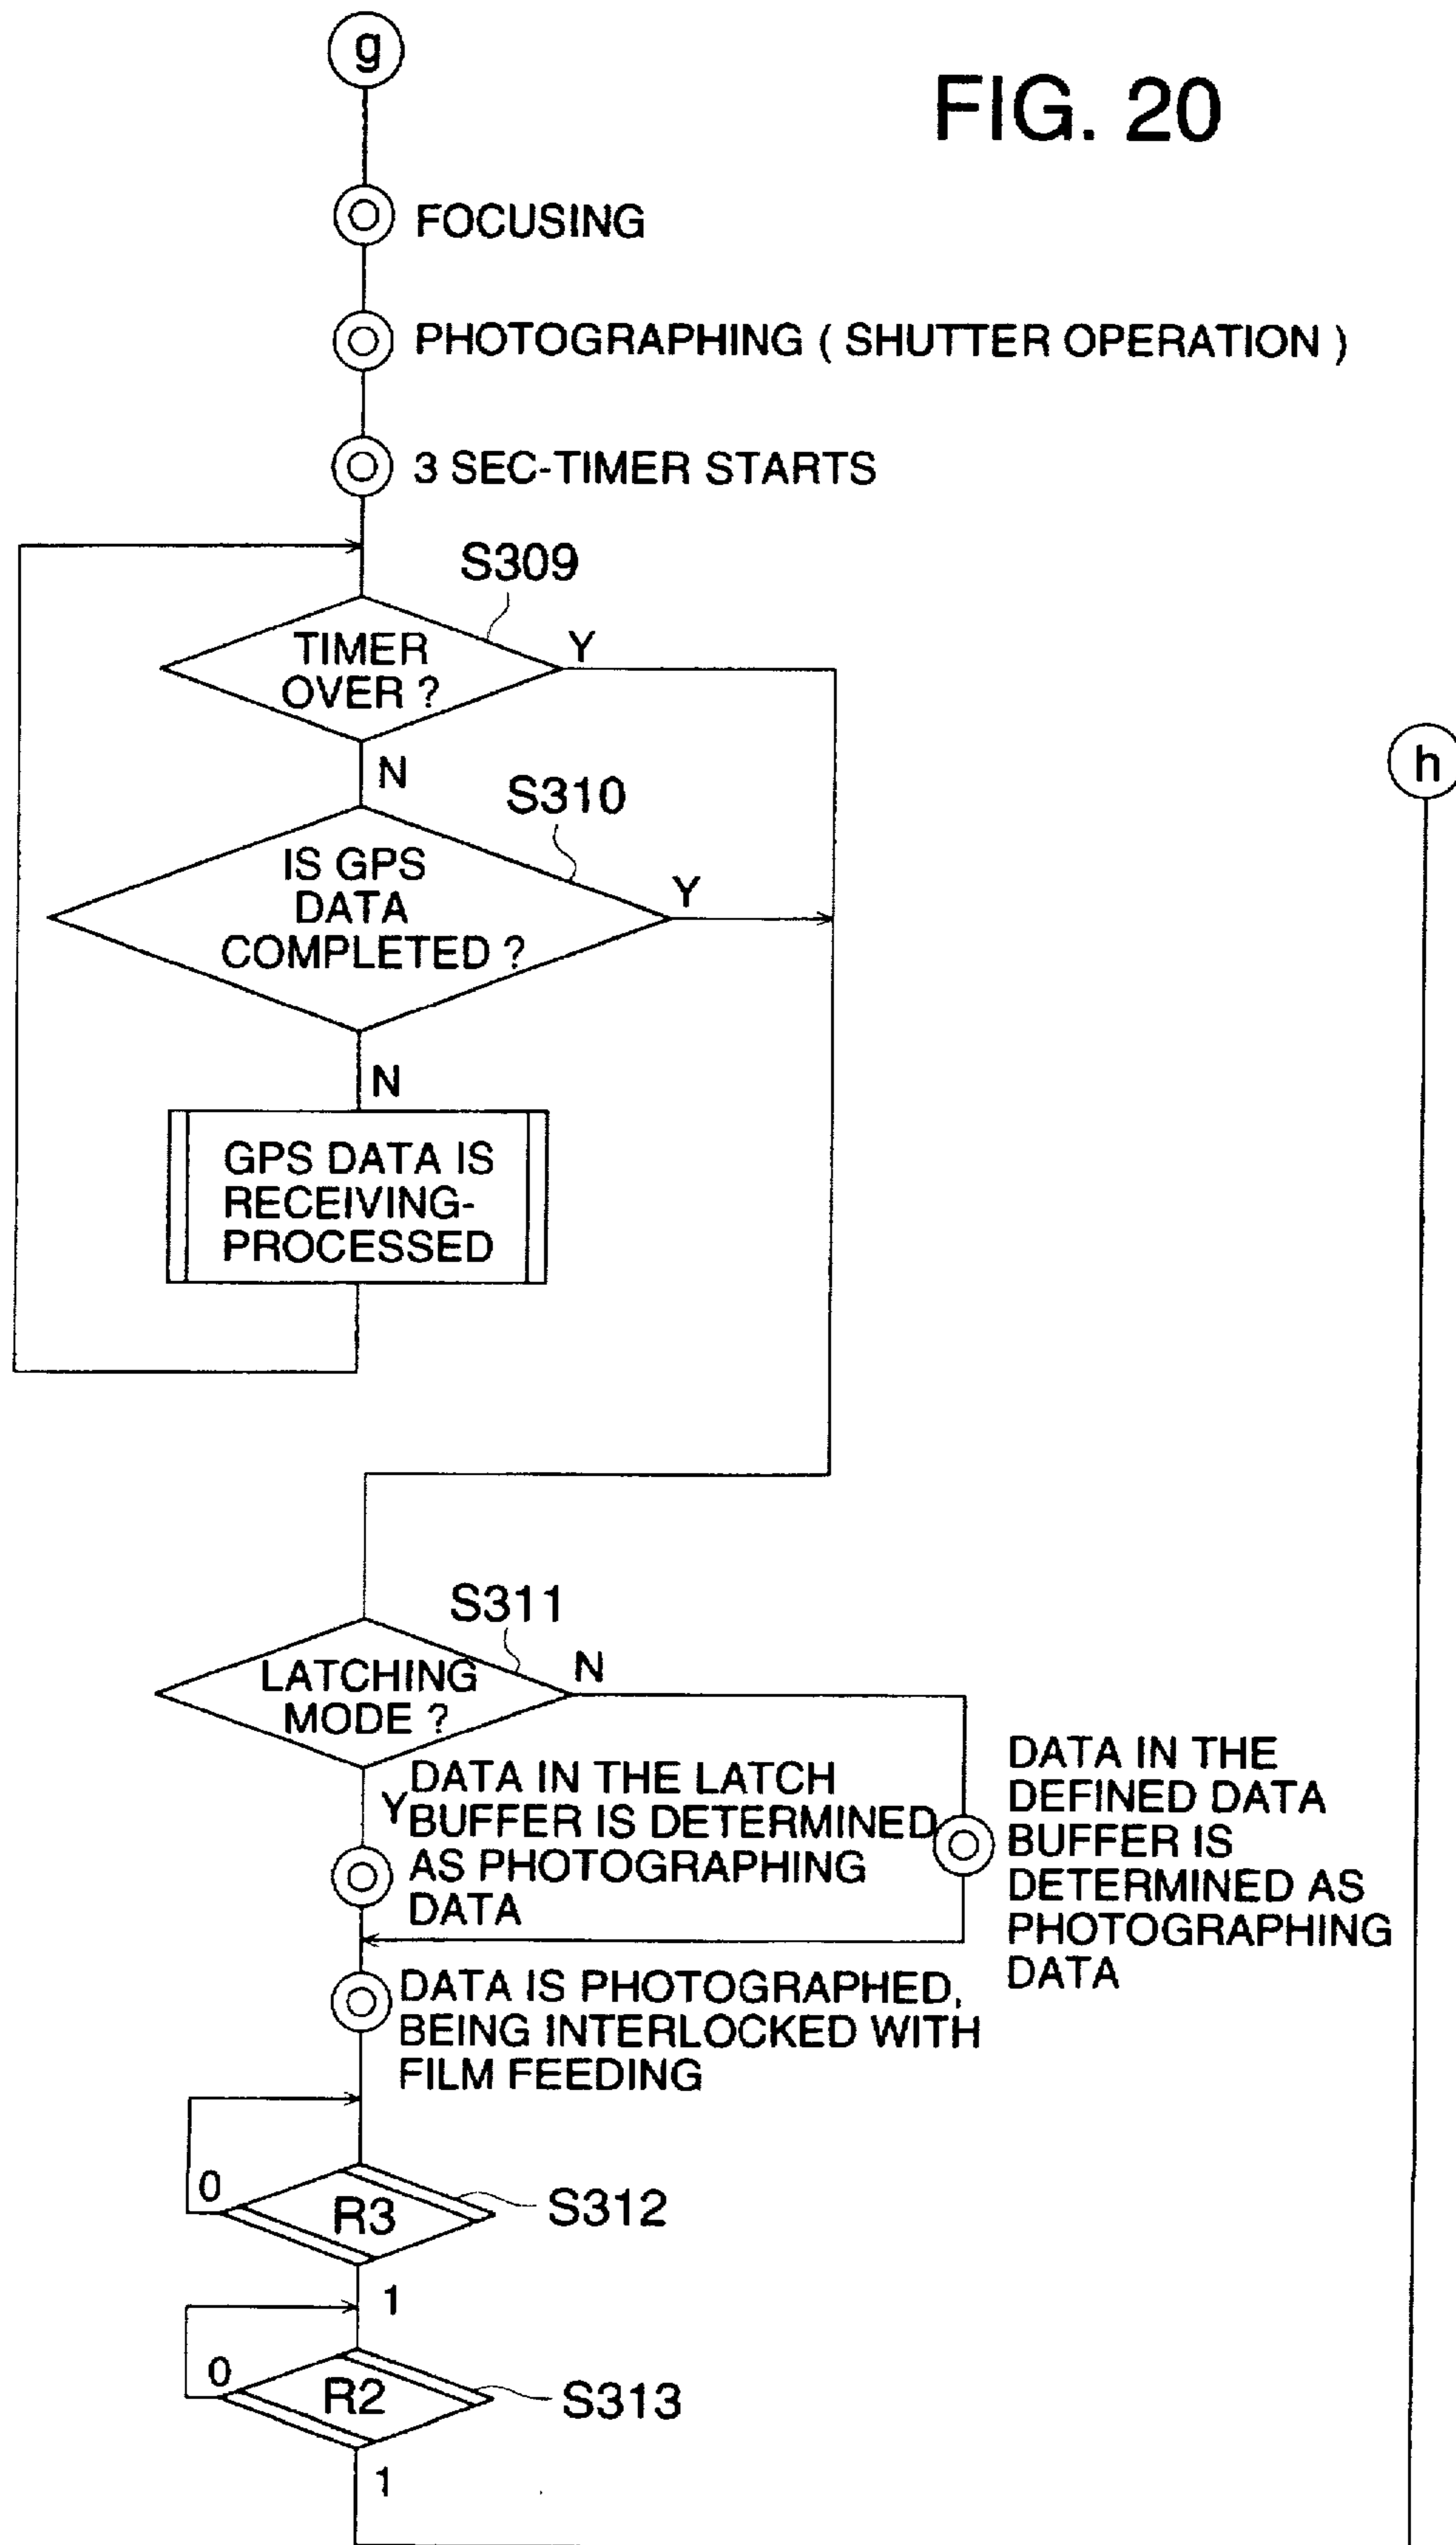 g
FIG. 20
FOCUSING
PHOTOGRAPHING ( SHUTTER OPERATION )
3 SEC-TIMER STARTS
S309
TIMER
OVER ?
Y
N
h
S310
IS GPS
DATA
COMPLETED ?
Y
N
GPS DATA IS
RECEIVING-
PROCESSED
S311
LATCHING
MODE ?
N
Y
DATA IN THE LATCH
BUFFER IS DETERMINED
AS PHOTOGRAPHING
DATA
DATA IN THE
DEFINED DATA
BUFFER IS
DETERMINED AS
PHOTOGRAPHING
DATA
DATA IS PHOTOGRAPHED,
BEING INTERLOCKED WITH
FILM FEEDING
0
R3
S312
1
0
R2
S313
1